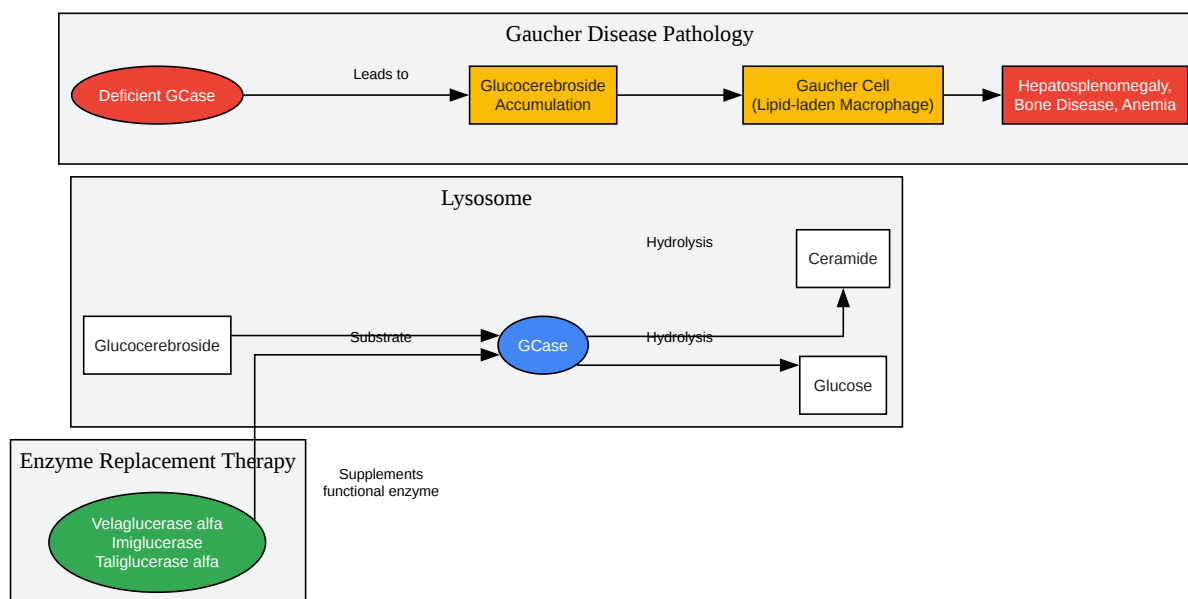 Gaucher Disease Pathology
Deficient GCase
Leads to
Glucocerebroside
Accumulation
Gaucher Cell
(Lipid-laden Macrophage)
Hepatosplenomegaly,
Bone Disease, Anemia
Lysosome
Hydrolysis
Ceramide
Glucocerebroside
Substrate
GCase
Hydrolysis
Glucose
Enzyme Replacement Therapy
Supplements
functional enzyme
Velaglucerase alfa
Imiglucerase
Taliglucerase alfa